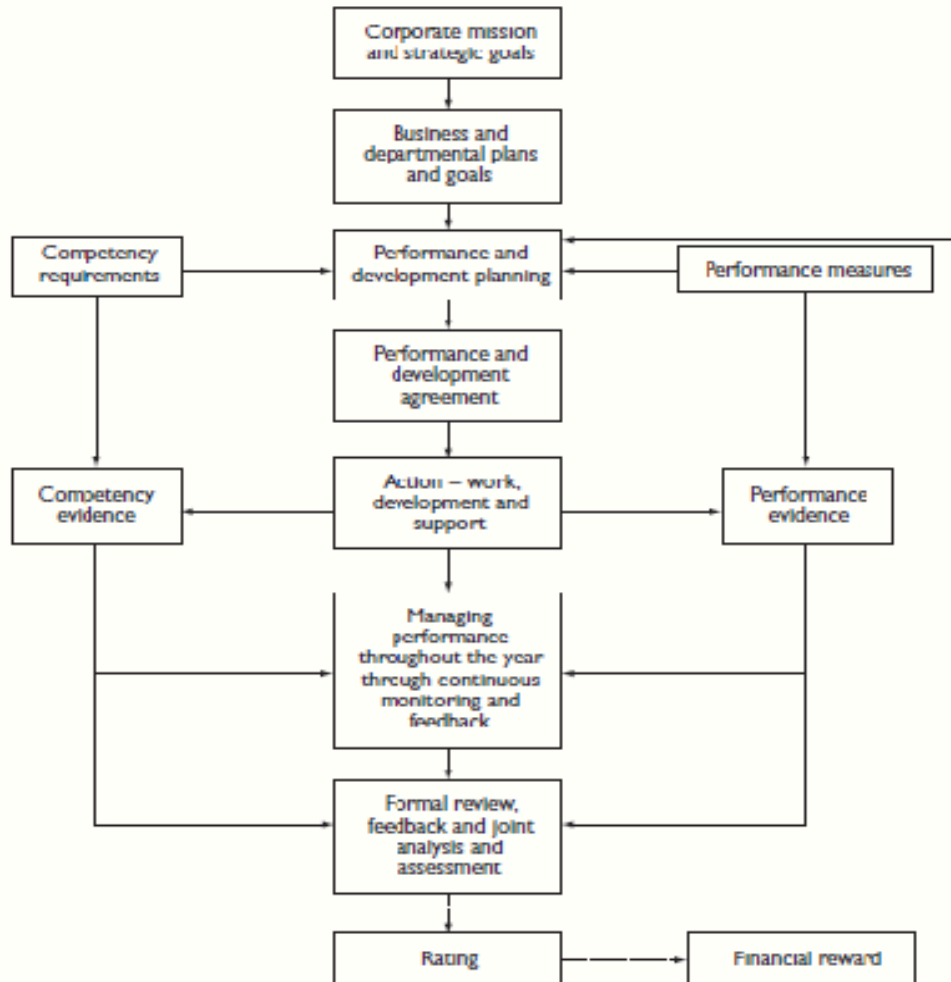 Corporate mission
and strategic goals
Business and
departmental plans
and goals
Competency
requirements
Performance and
development planning
Performance measures
Performance and
development
agreement
Competency
evidence
Action – work,
development and
support
Performance
evidence
Managing
performance
throughout the year
through continuous
monitoring and
feedback
Formal review,
feedback and joint
analysis and
assessment
Rating
Financial reward